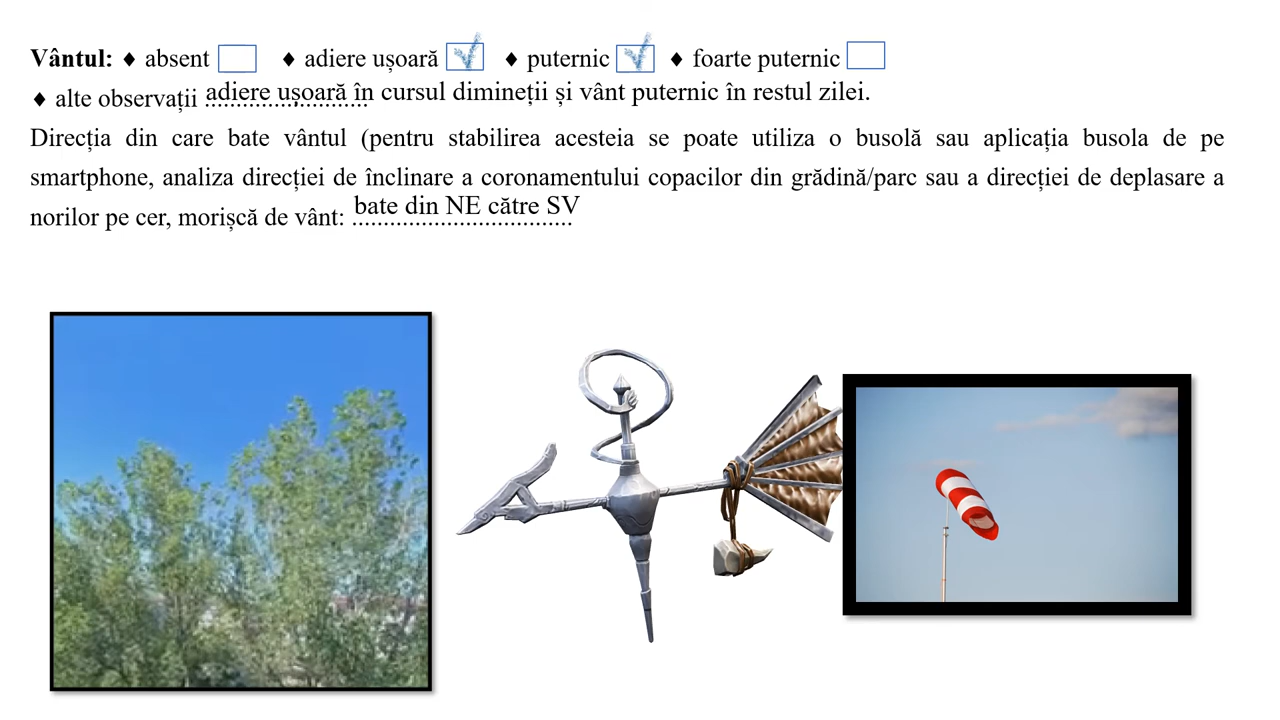 Vântul: ♦ absent ♦ adiere ușoară ♦ puternic ♦ foarte puternic
♦ alte observații adiere ușoară în cursul dimineții și vânt puternic în restul zilei.
Direcția din care bate vântul (pentru stabilirea acesteia se poate utiliza o busolă sau aplicația busola de pe
smartphone, analiza direcției de înclinare a coronamentului copacilor din grădină/parc sau a direcției de deplasare a
norilor pe cer, morișcă de vânt: bate din NE către SV